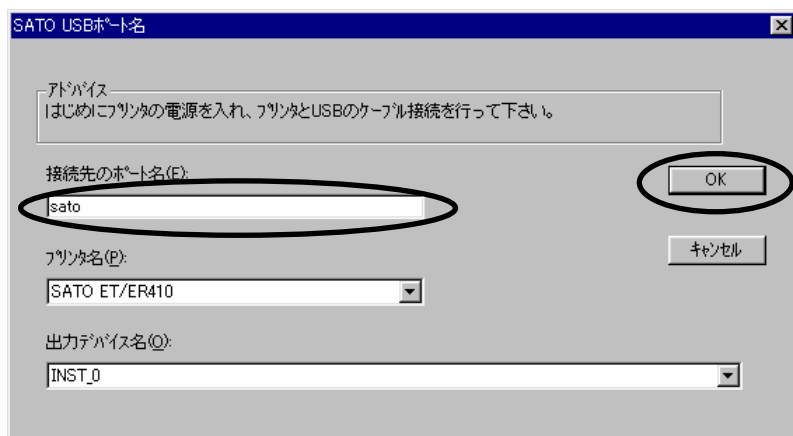 SATO USBﾎﾟｰﾄ名
ｱﾄﾞﾊﾞｲｽ
はじめにﾌﾟﾘﾝﾀの電源を入れ、ﾌﾟﾘﾝﾀとUSBのｹｰﾌﾞﾙ接続を行って下さい。
接続先のﾎﾟｰﾄ名(E):
OK
sato
ﾌﾟﾘﾝﾀ名(P):
ｷｬﾝｾﾙ
SATO ET/ER410
出力ﾃﾞﾊﾞｲｽ名(O):
INST_0